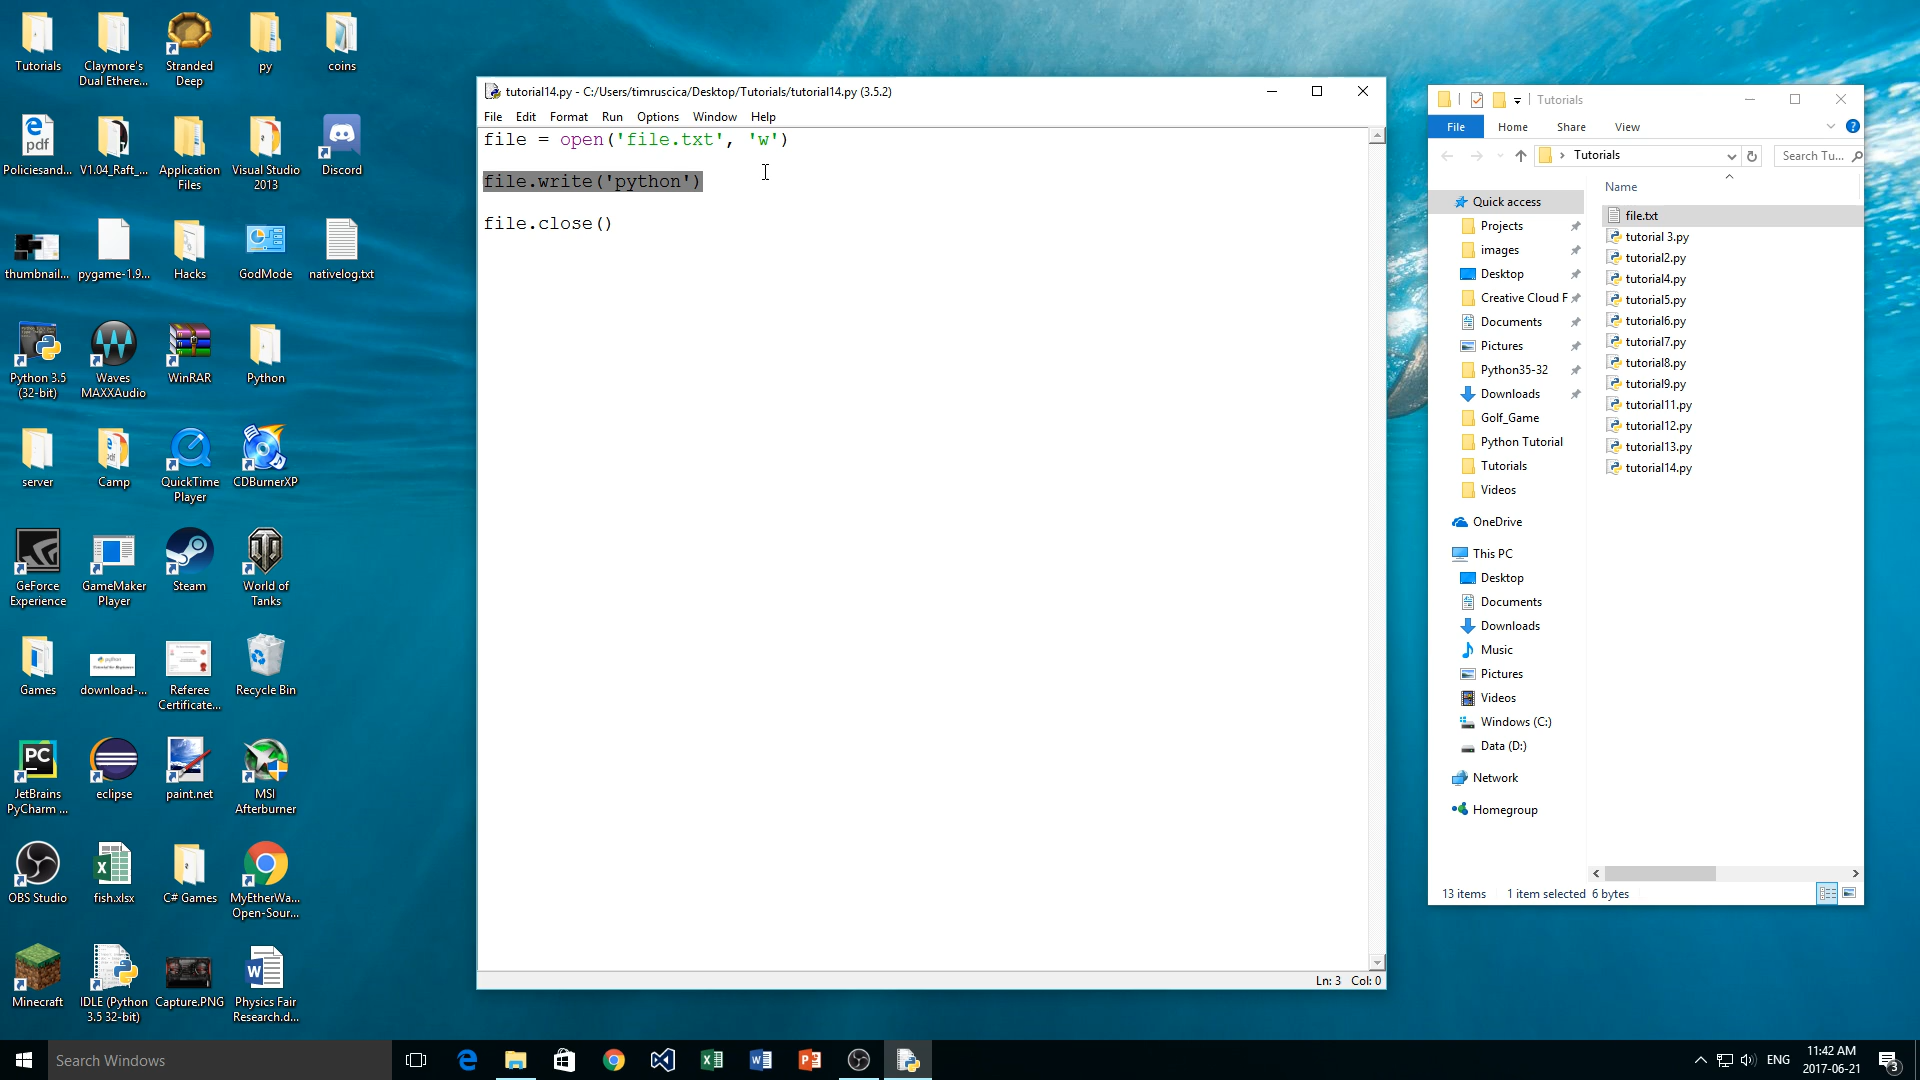 Tutorials
Claymore's
Dual Ethere...
Stranded
Deep
py
coins
Policiesand...
V1.04_Raft_...
Application
Files
Visual Studio
2013
Discord
thumbnail...
pygame-1.9...
Hacks
GodMode
nativelog.txt
Python 3.5
(32-bit)
Waves
MAXXAudio
WinRAR
Python
server
Camp
QuickTime
Player
CDBurnerXP
GeForce
Experience
GameMaker
Player
Steam
World of
Tanks
Games
download-...
Referee
Certificate...
Recycle Bin
JetBrains
PyCharm ...
eclipse
paint.net
MSI
Afterburner
OBS Studio
fish.xlsx
C# Games
MyEtherWa...
Open-Sour...
Minecraft
IDLE (Python
3.5 32-bit)
Capture.PNG
Physics Fair
Research.d...
tutorial14.py - C:/Users/timruscica/Desktop/Tutorials/tutorial14.py (3.5.2)
File Edit Format Run Options Window Help
file = open('file.txt', 'w')
file.write('python')
file.close()
Ln: 3 Col: 0
Tutorials
File Home Share View
Tutorials
Search Tu...
Quick access
Projects
images
Desktop
Creative Cloud F
Documents
Pictures
Python35-32
Downloads
Golf_Game
Python Tutorial
Tutorials
Videos
OneDrive
This PC
Desktop
Documents
Downloads
Music
Pictures
Videos
Windows (C:)
Data (D:)
Network
Homegroup
Name
file.txt
tutorial 3.py
tutorial2.py
tutorial4.py
tutorial5.py
tutorial6.py
tutorial7.py
tutorial8.py
tutorial9.py
tutorial11.py
tutorial12.py
tutorial13.py
tutorial14.py
13 items 1 item selected 6 bytes
Search Windows
ENG
11:42 AM
2017-06-21
3